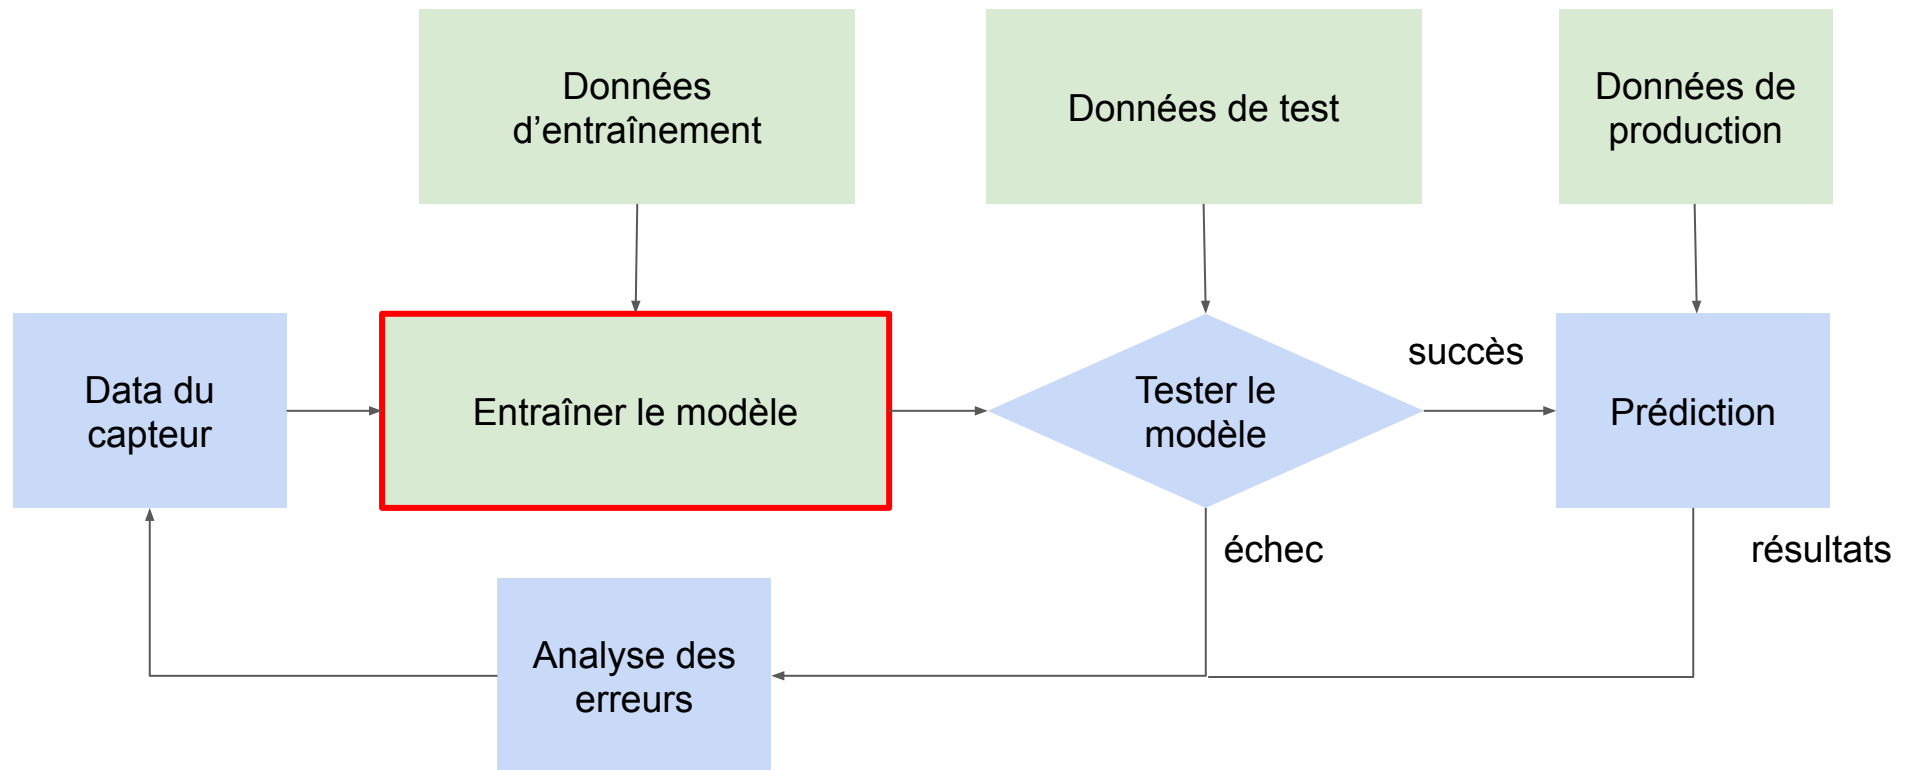 Données
d’entraînement
Données de test
Données de
production
Data du
capteur
Entraîner le modèle
Tester le
modèle
succès
Prédiction
échec
résultats
Analyse des
erreurs